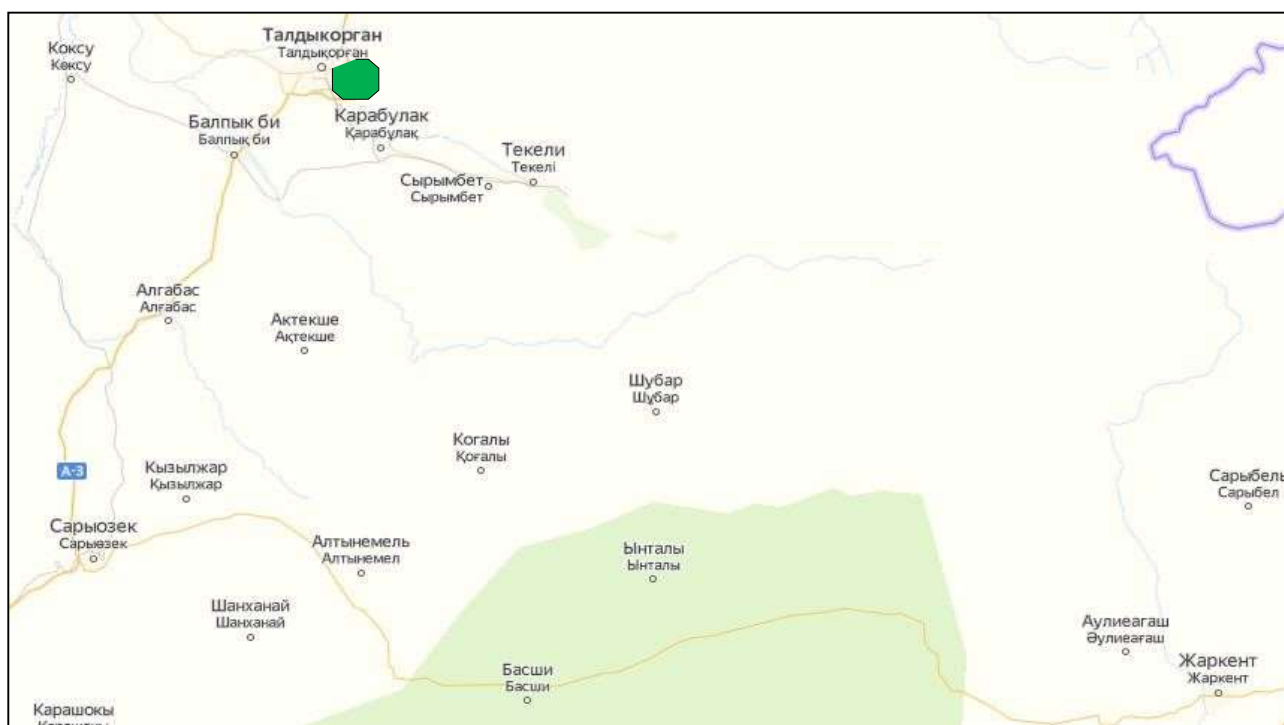 Талдыкорган
Талдықорған
Коксу
Көксу
Балпык би
Балпық би
Карабулак
Қарабұлақ
Текели
Текелі
Сырымбет
Сырымбет
Алгабас
Алғабас
Актекше
Ақтекше
Шубар
Шұбар
Когалы
Қоғалы
А-3
Кызылжар
Қызылжар
Сарыбель
Сарыбел
Сарыозек
Сарыөзек
Алтынемель
Алтынемел
Ынталы
Ынталы
Шанханай
Шанханай
Аулиеагаш
Әулиеағаш
Басши
Басши
Жаркент
Жаркент
Карашокы